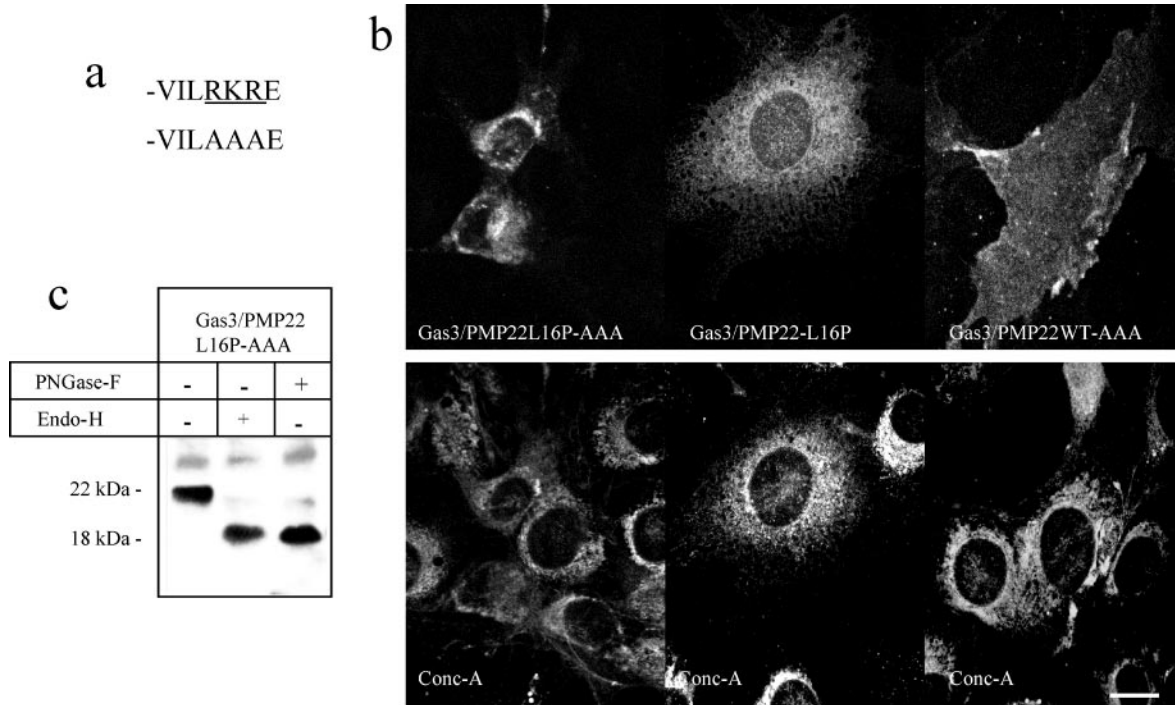 a
-VILRKRE
-VILAAAE
b
Gas3/PMP22L16P-AAA
Gas3/PMP22-L16P
Gas3/PMP22WT-AAA
Conc-A
Conc-A
Conc-A
c
Gas3/PMP22
L16P-AAA
PNGase-F - - +
Endo-H - + -
22 kDa -
18 kDa -